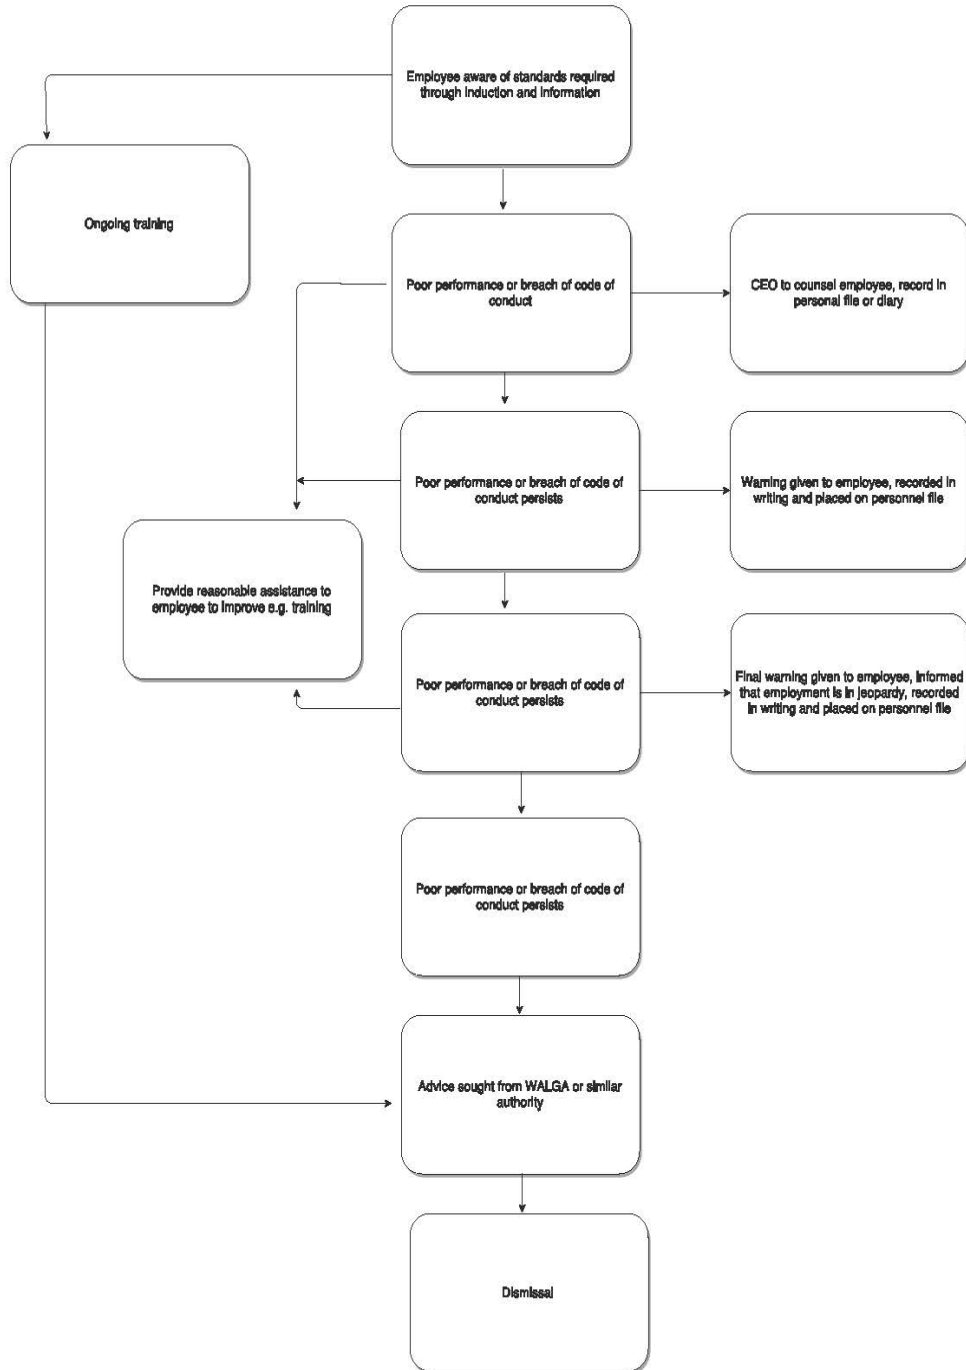 Employee aware of standards required
through induction and information
Ongoing training
Poor performance or breach of code of
conduct
CEO to counsel employee, record in
personal file or diary
Poor performance or breach of code of
conduct persists
Warning given to employee, recorded in
writing and placed on personnel file
Provide reasonable assistance to
employee to improve e.g. training
Poor performance or breach of code of
conduct persists
Final warning given to employee, informed
that employment is in jeopardy, recorded
in writing and placed on personnel file
Poor performance or breach of code of
conduct persists
Advice sought from WALGA or similar
authority
Dismissal